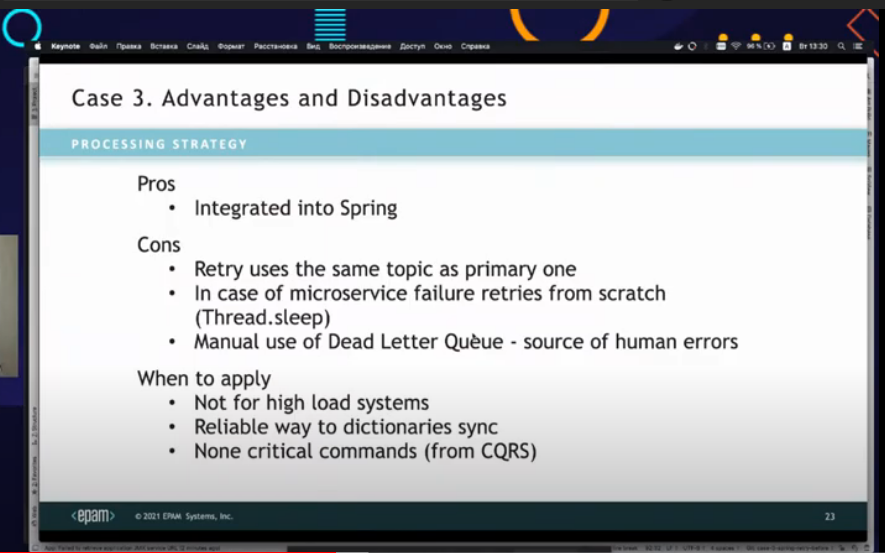 Keynote Файл Правка Вставка Слайд Формат Расстановка Вид Воспроизведение Доступ Окно Справка
96 % Вт 13:30
Case 3. Advantages and Disadvantages
PROCESSING STRATEGY
Pros
• Integrated into Spring
Cons
• Retry uses the same topic as primary one
• In case of microservice failure retries from scratch
(Thread.sleep)
• Manual use of Dead Letter Queue - source of human errors
When to apply
• Not for high load systems
• Reliable way to dictionaries sync
• None critical commands (from CQRS)
<epam> © 2021 EPAM Systems, Inc. 23